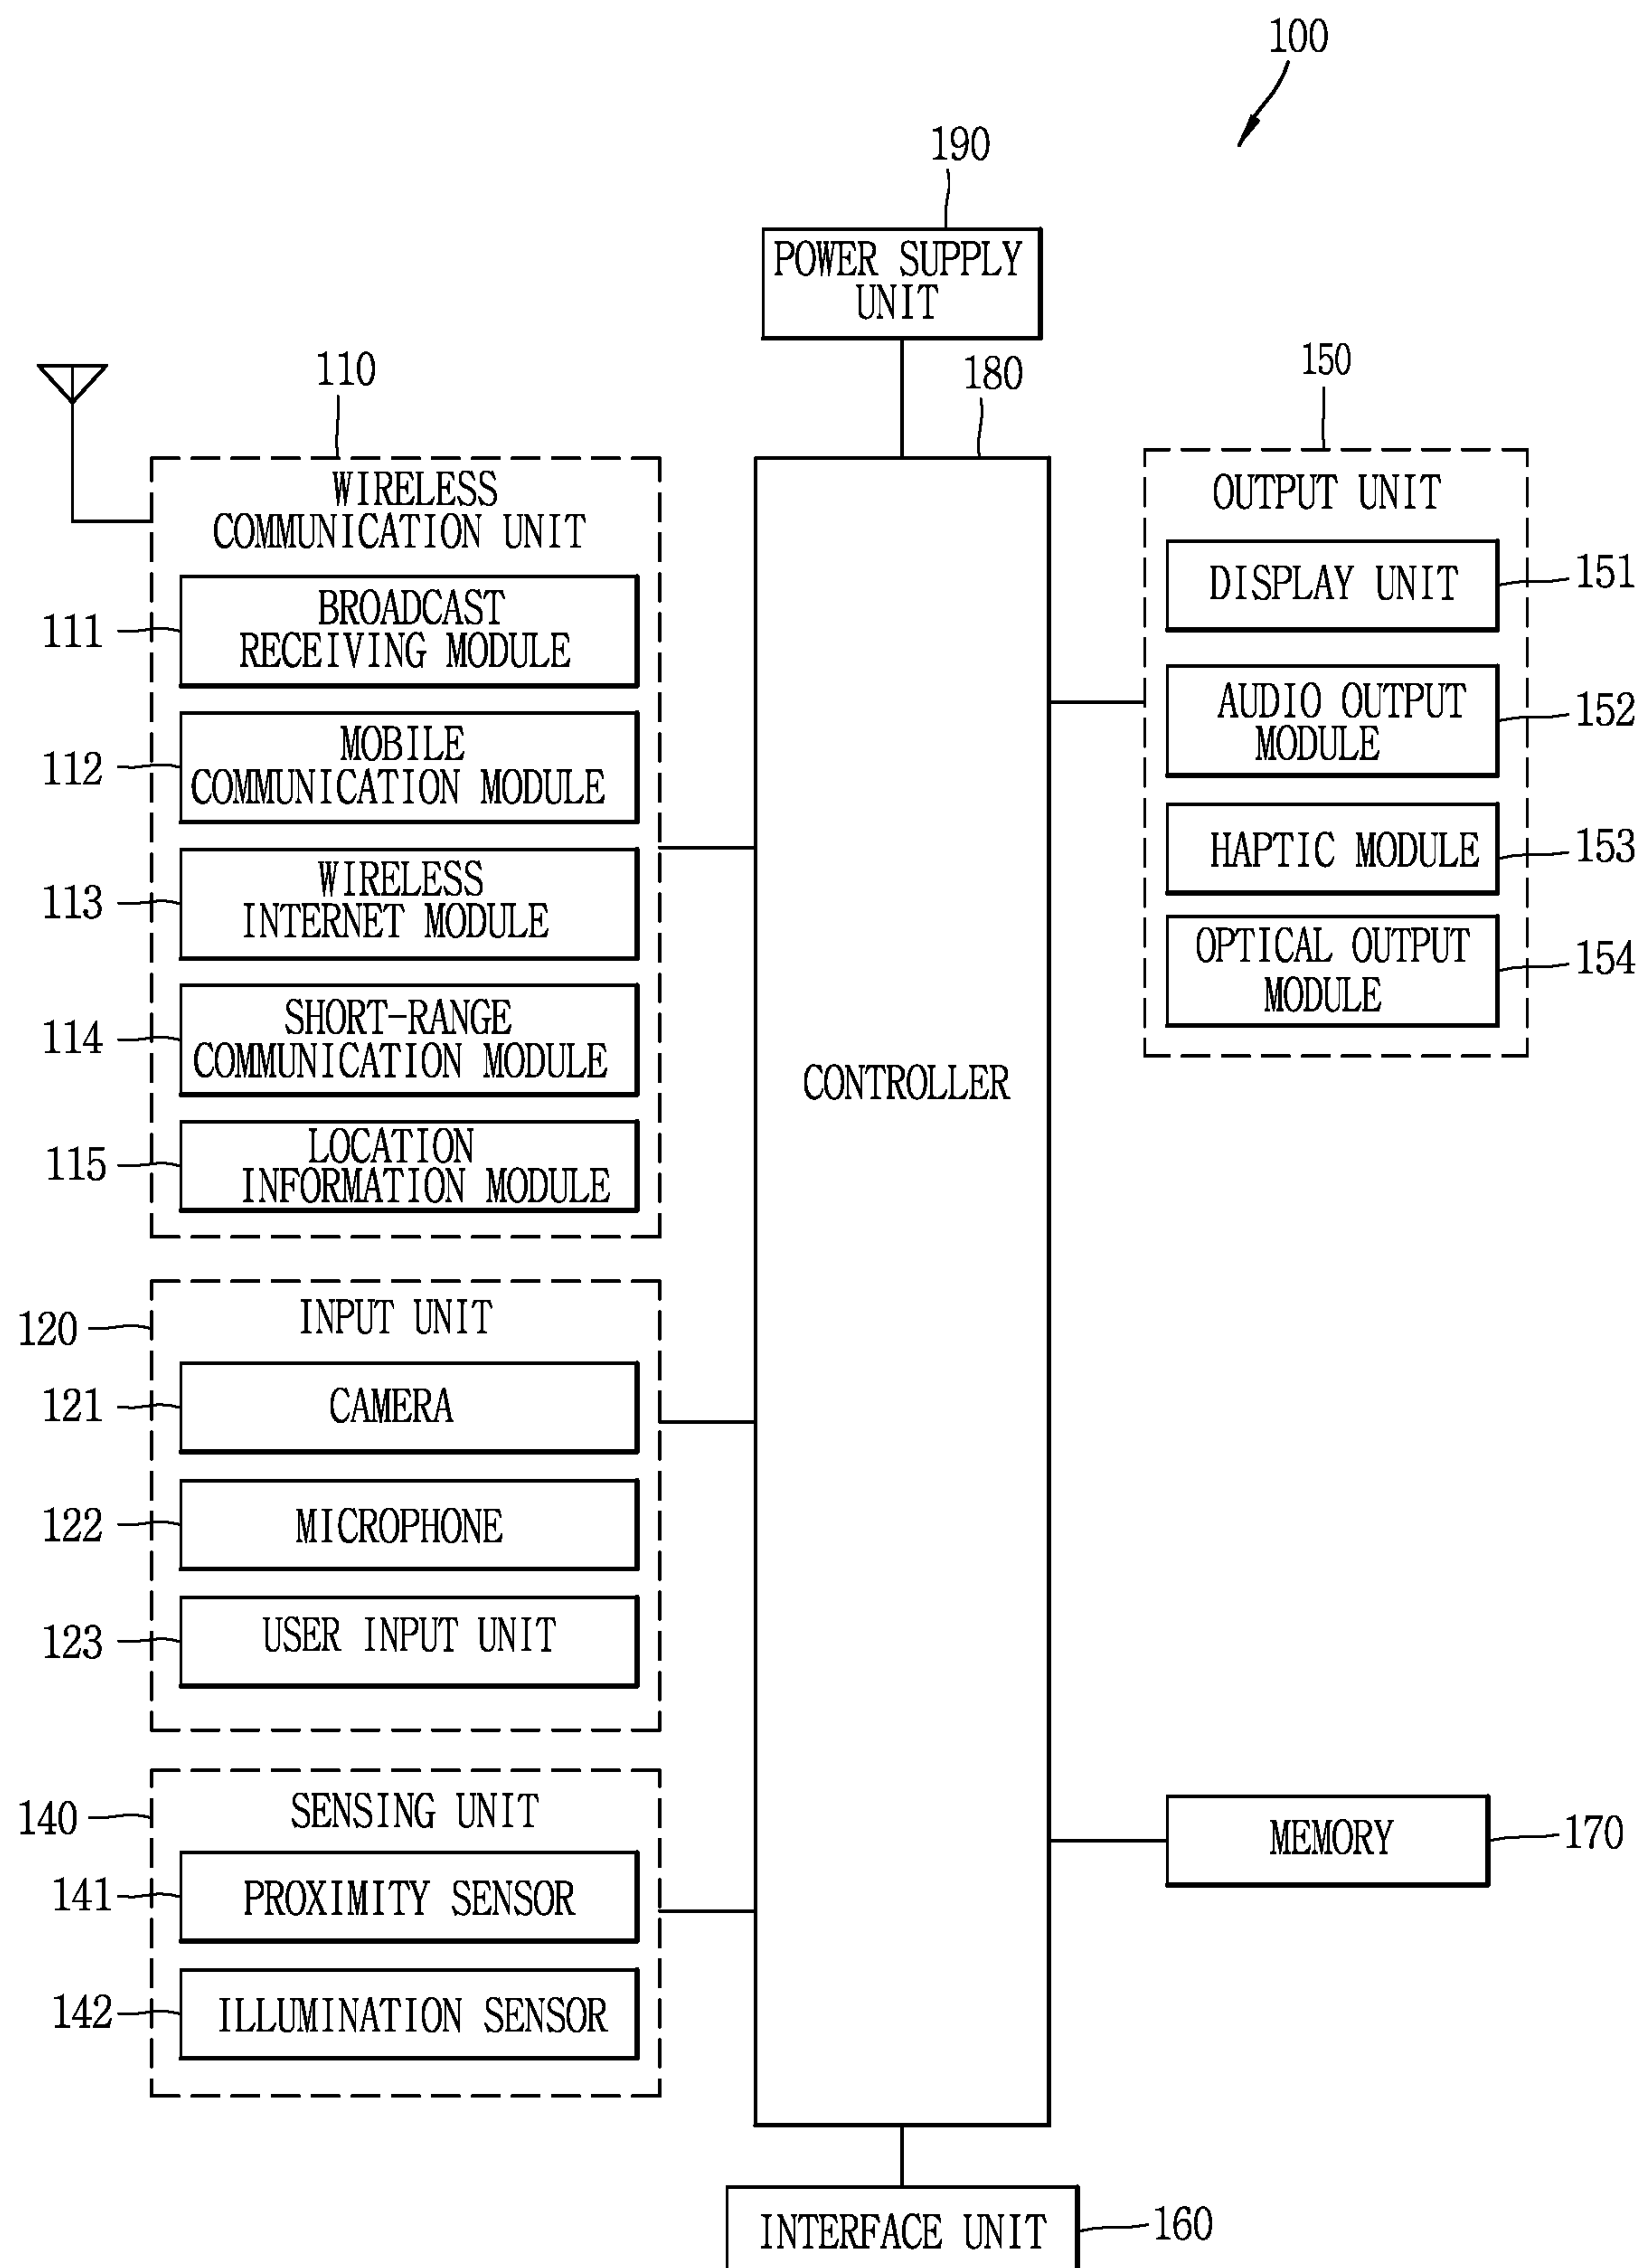 100
190
POWER SUPPLY
UNIT
110
180
150
WIRELESS
COMMUNICATION UNIT
111
BROADCAST
RECEIVING MODULE
112
MOBILE
COMMUNICATION MODULE
113
WIRELESS
INTERNET MODULE
114
SHORT-RANGE
COMMUNICATION MODULE
115
LOCATION
INFORMATION MODULE
120
INPUT UNIT
121
CAMERA
122
MICROPHONE
123
USER INPUT UNIT
140
SENSING UNIT
141
PROXIMITY SENSOR
142
ILLUMINATION SENSOR
CONTROLLER
OUTPUT UNIT
DISPLAY UNIT
151
AUDIO OUTPUT
MODULE
152
HAPTIC MODULE
153
OPTICAL OUTPUT
MODULE
154
MEMORY
170
INTERFACE UNIT
160